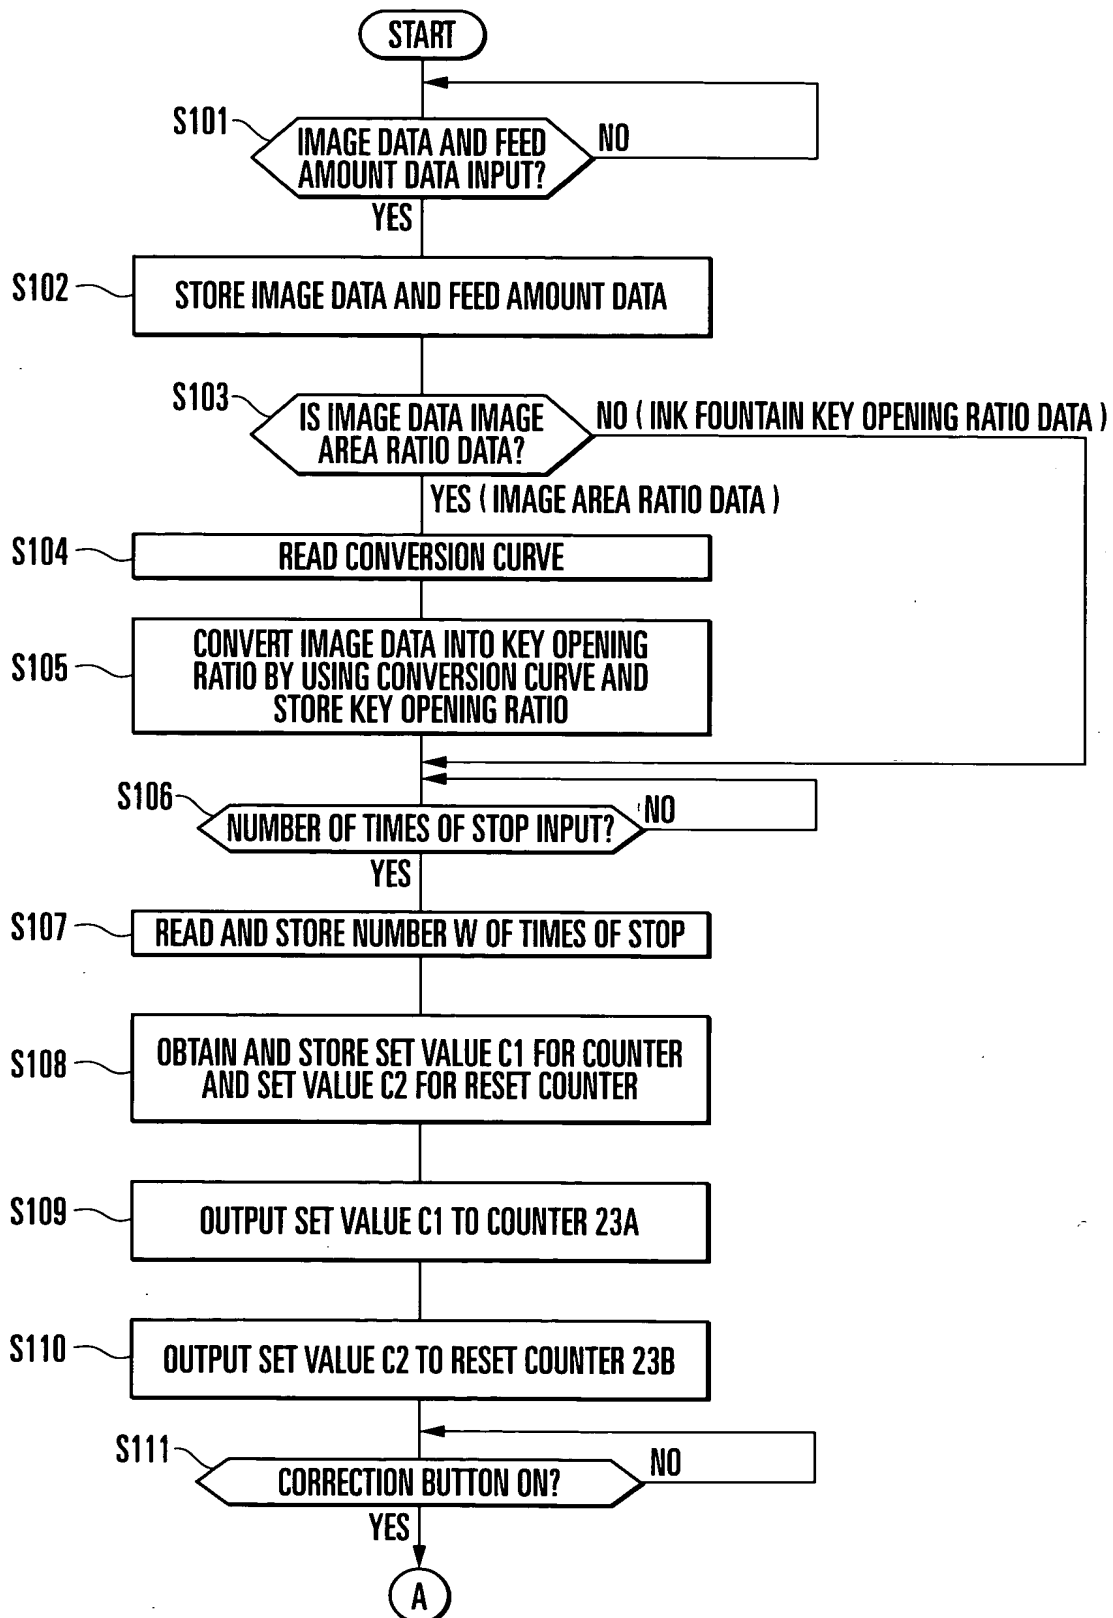 START
S101
IMAGE DATA AND FEED
AMOUNT DATA INPUT?
NO
YES
S102
STORE IMAGE DATA AND FEED AMOUNT DATA
S103
IS IMAGE DATA IMAGE
AREA RATIO DATA?
NO ( INK FOUNTAIN KEY OPENING RATIO DATA )
YES ( IMAGE AREA RATIO DATA )
S104
READ CONVERSION CURVE
S105
CONVERT IMAGE DATA INTO KEY OPENING
RATIO BY USING CONVERSION CURVE AND
STORE KEY OPENING RATIO
S106
NUMBER OF TIMES OF STOP INPUT?
NO
YES
S107
READ AND STORE NUMBER W OF TIMES OF STOP
S108
OBTAIN AND STORE SET VALUE C1 FOR COUNTER
AND SET VALUE C2 FOR RESET COUNTER
S109
OUTPUT SET VALUE C1 TO COUNTER 23A
S110
OUTPUT SET VALUE C2 TO RESET COUNTER 23B
S111
CORRECTION BUTTON ON?
NO
YES
A